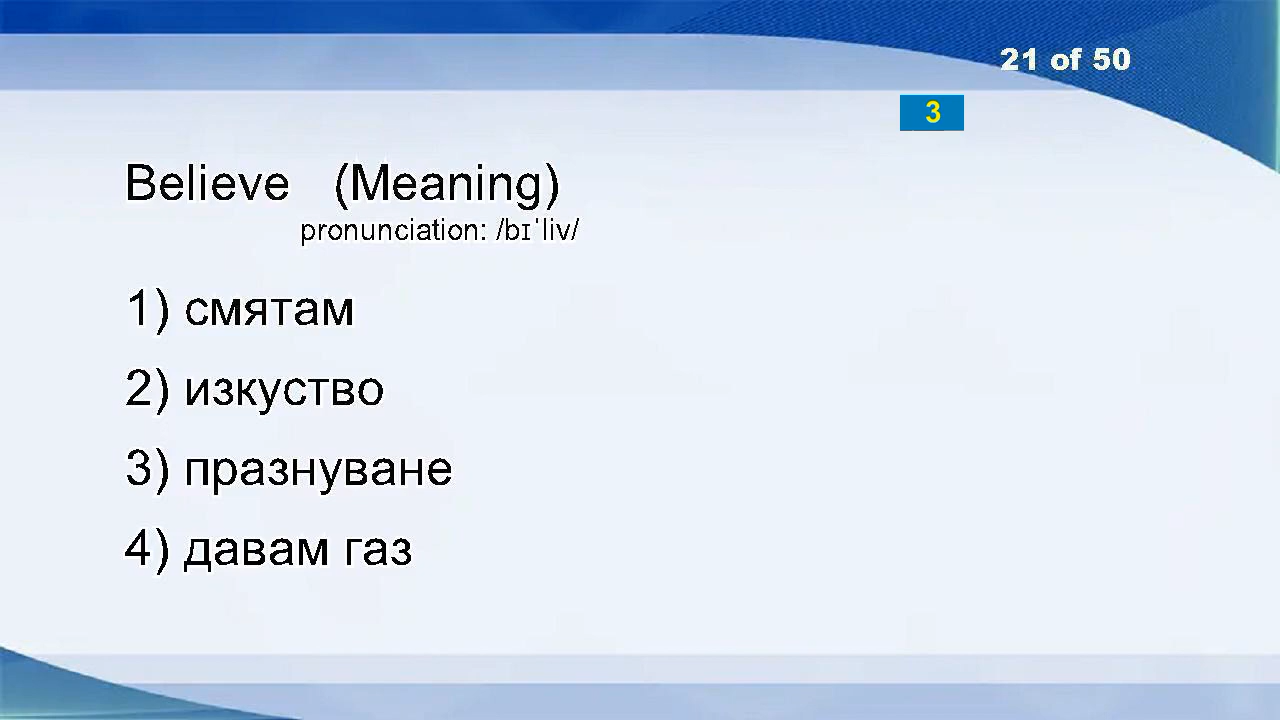 21 of 50
3
Believe (Meaning)
pronunciation: /bɪˈliv/
1) смятам
2) изкуство
3) празнуване
4) давам газ